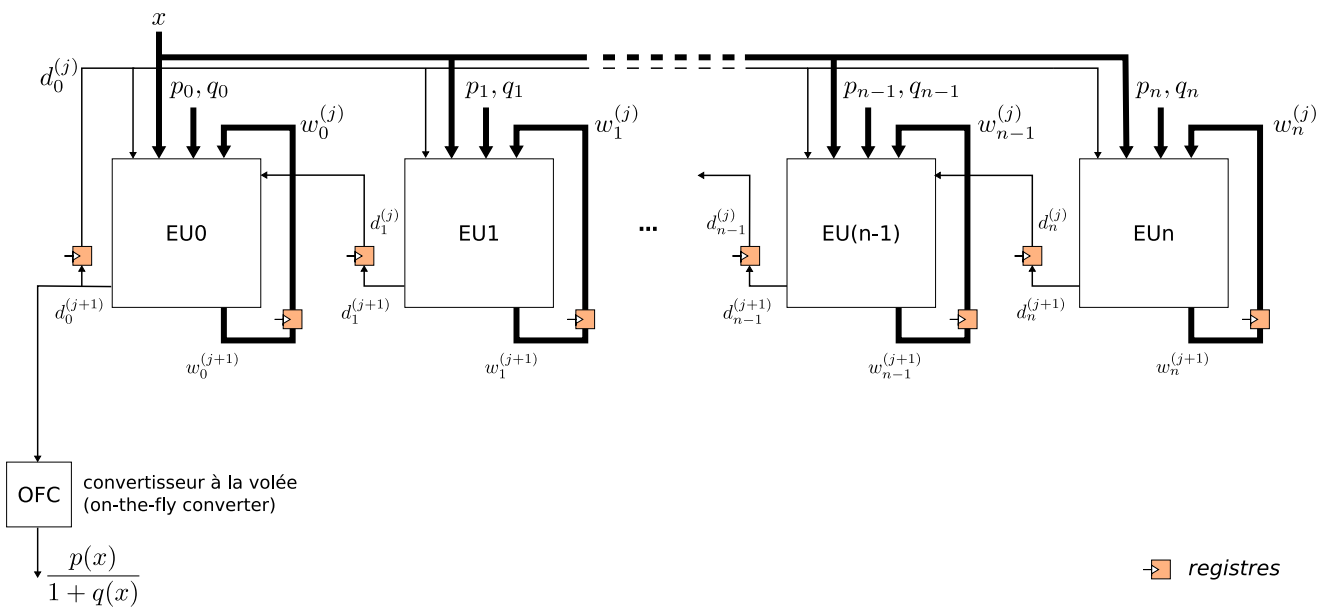 x
d_0^{(j)}
p_0, q_0
w_0^{(j)}
p_1, q_1
w_1^{(j)}
p_{n-1}, q_{n-1}
w_{n-1}^{(j)}
p_n, q_n
w_n^{(j)}
EU0
d_1^{(j)}
EU1
...
d_{n-1}^{(j)}
EU(n-1)
d_n^{(j)}
EUn
d_0^{(j+1)}
d_1^{(j+1)}
d_{n-1}^{(j+1)}
d_n^{(j+1)}
w_0^{(j+1)}
w_1^{(j+1)}
w_{n-1}^{(j+1)}
w_n^{(j+1)}
OFC
convertisseur à la volée
(on-the-fly converter)
p(x)
1 + q(x)
registres